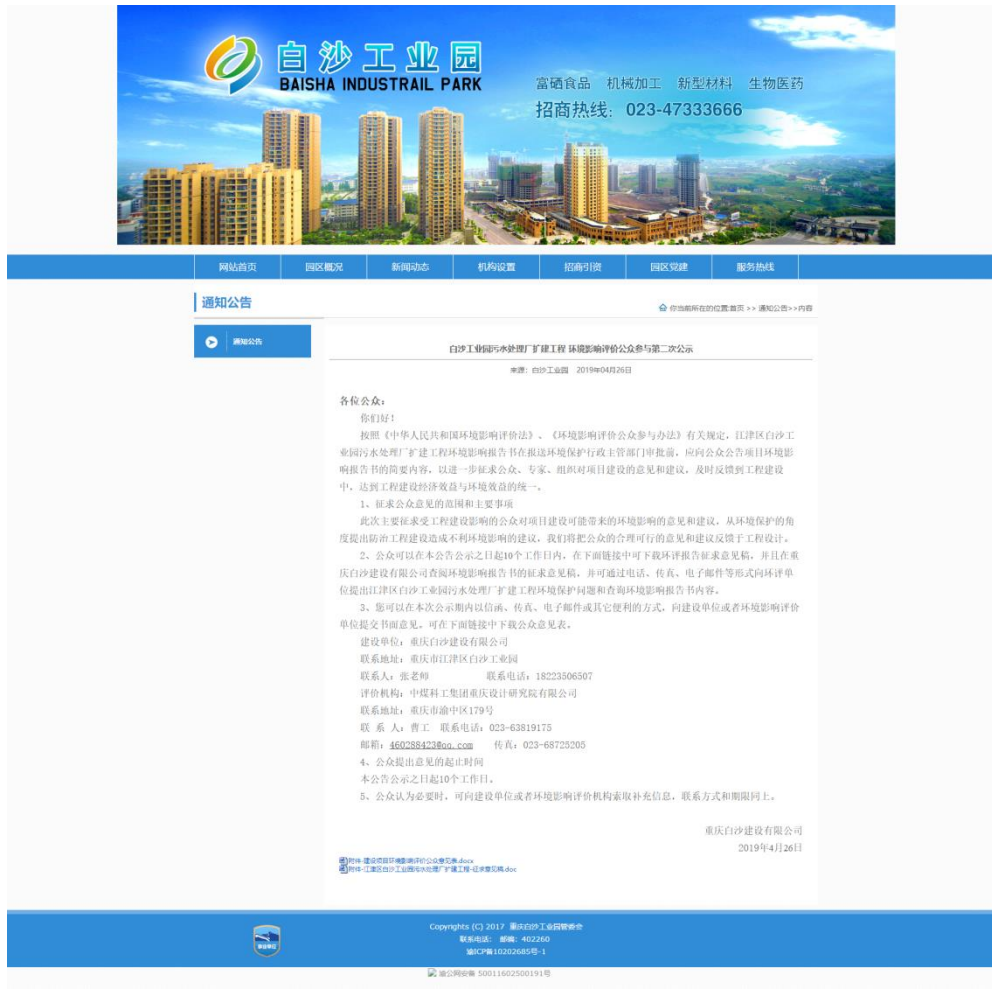 白沙工业园
BAISHA INDUSTRAIL PARK
富硒食品 机械加工 新型材料 生物医药
招商热线: 023-47333666
网站首页 园区概况 新闻动态 机构设置 招商引资 园区党建 服务热线
通知公告
你当前所在的位置:首页 >> 通知公告>>内容
通知公告
白沙工业园污水处理厂扩建工程 环境影响评价公众参与第二次公示
来源: 白沙工业园 2019年04月26日
各位公众:
你们好!
按照《中华人民共和国环境影响评价法》、《环境影响评价公众参与办法》有关规定, 江津区白沙工
业园污水处理厂扩建工程环境影响报告书在报送环境保护行政主管部门审批前, 应向公众公告项目环境影
响报告书的简要内容, 以进一步征求公众、专家、组织对项目建设的意见和建议, 及时反馈到工程建设
中, 达到工程建设经济效益与环境效益的统一。
1、征求公众意见的范围和主要事项
此次主要征求受工程建设影响的公众对项目建设可能带来的环境影响的意见和建议、从环境保护的角
度提出防治工程建设造成不利环境影响的建议, 我们将把公众的合理可行的意见和建议反馈于工程设计。
2、公众可以在本公告公示之日起10个工作日内, 在下面链接中可下载环评报告征求意见稿, 并且在重
庆白沙建设有限公司查阅环境影响报告书的征求意见稿, 并可通过电话、传真、电子邮件等形式向环评单
位提出江津区白沙工业园污水处理厂扩建工程环境保护问题和查询环境影响报告书内容。
3、您可以在本次公示期内以信函、传真、电子邮件或其它便利的方式, 向建设单位或者环境影响评价
单位提交书面意见, 可在下面链接中下载公众意见表。
建设单位: 重庆白沙建设有限公司
联系地址: 重庆市江津区白沙工业园
联系人: 张老师 联系电话: 18223506507
评价机构: 中煤科工集团重庆设计研究院有限公司
联系地址: 重庆市渝中区179号
联 系 人: 曹工 联系电话: 023-63819175
邮箱: 460288423@qq.com 传真: 023-68725205
4、公众提出意见的起止时间
本公告公示之日起10个工作日。
5、公众认为必要时, 可向建设单位或者环境影响评价机构索取补充信息, 联系方式和期限同上。
重庆白沙建设有限公司
2019年4月26日
附件-建设项目环境影响评价公众意见表.docx
附件-江津区白沙工业园污水处理厂扩建工程-征求意见稿.doc
事业单位
Copyrights (C) 2017 重庆白沙工业园管委会
联系电话: 邮编: 402260
渝ICP备10202685号-1
渝公网安备 50011602500191号